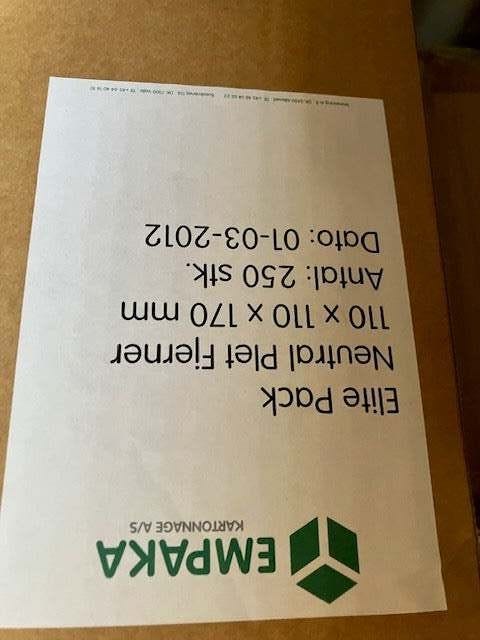 EMPAKA
KARTONNAGE A/S
Elite Pack
Neutral Plet Fjerner
110 x 110 x 170 mm
Antal: 250 stk.
Dato: 01-03-2012